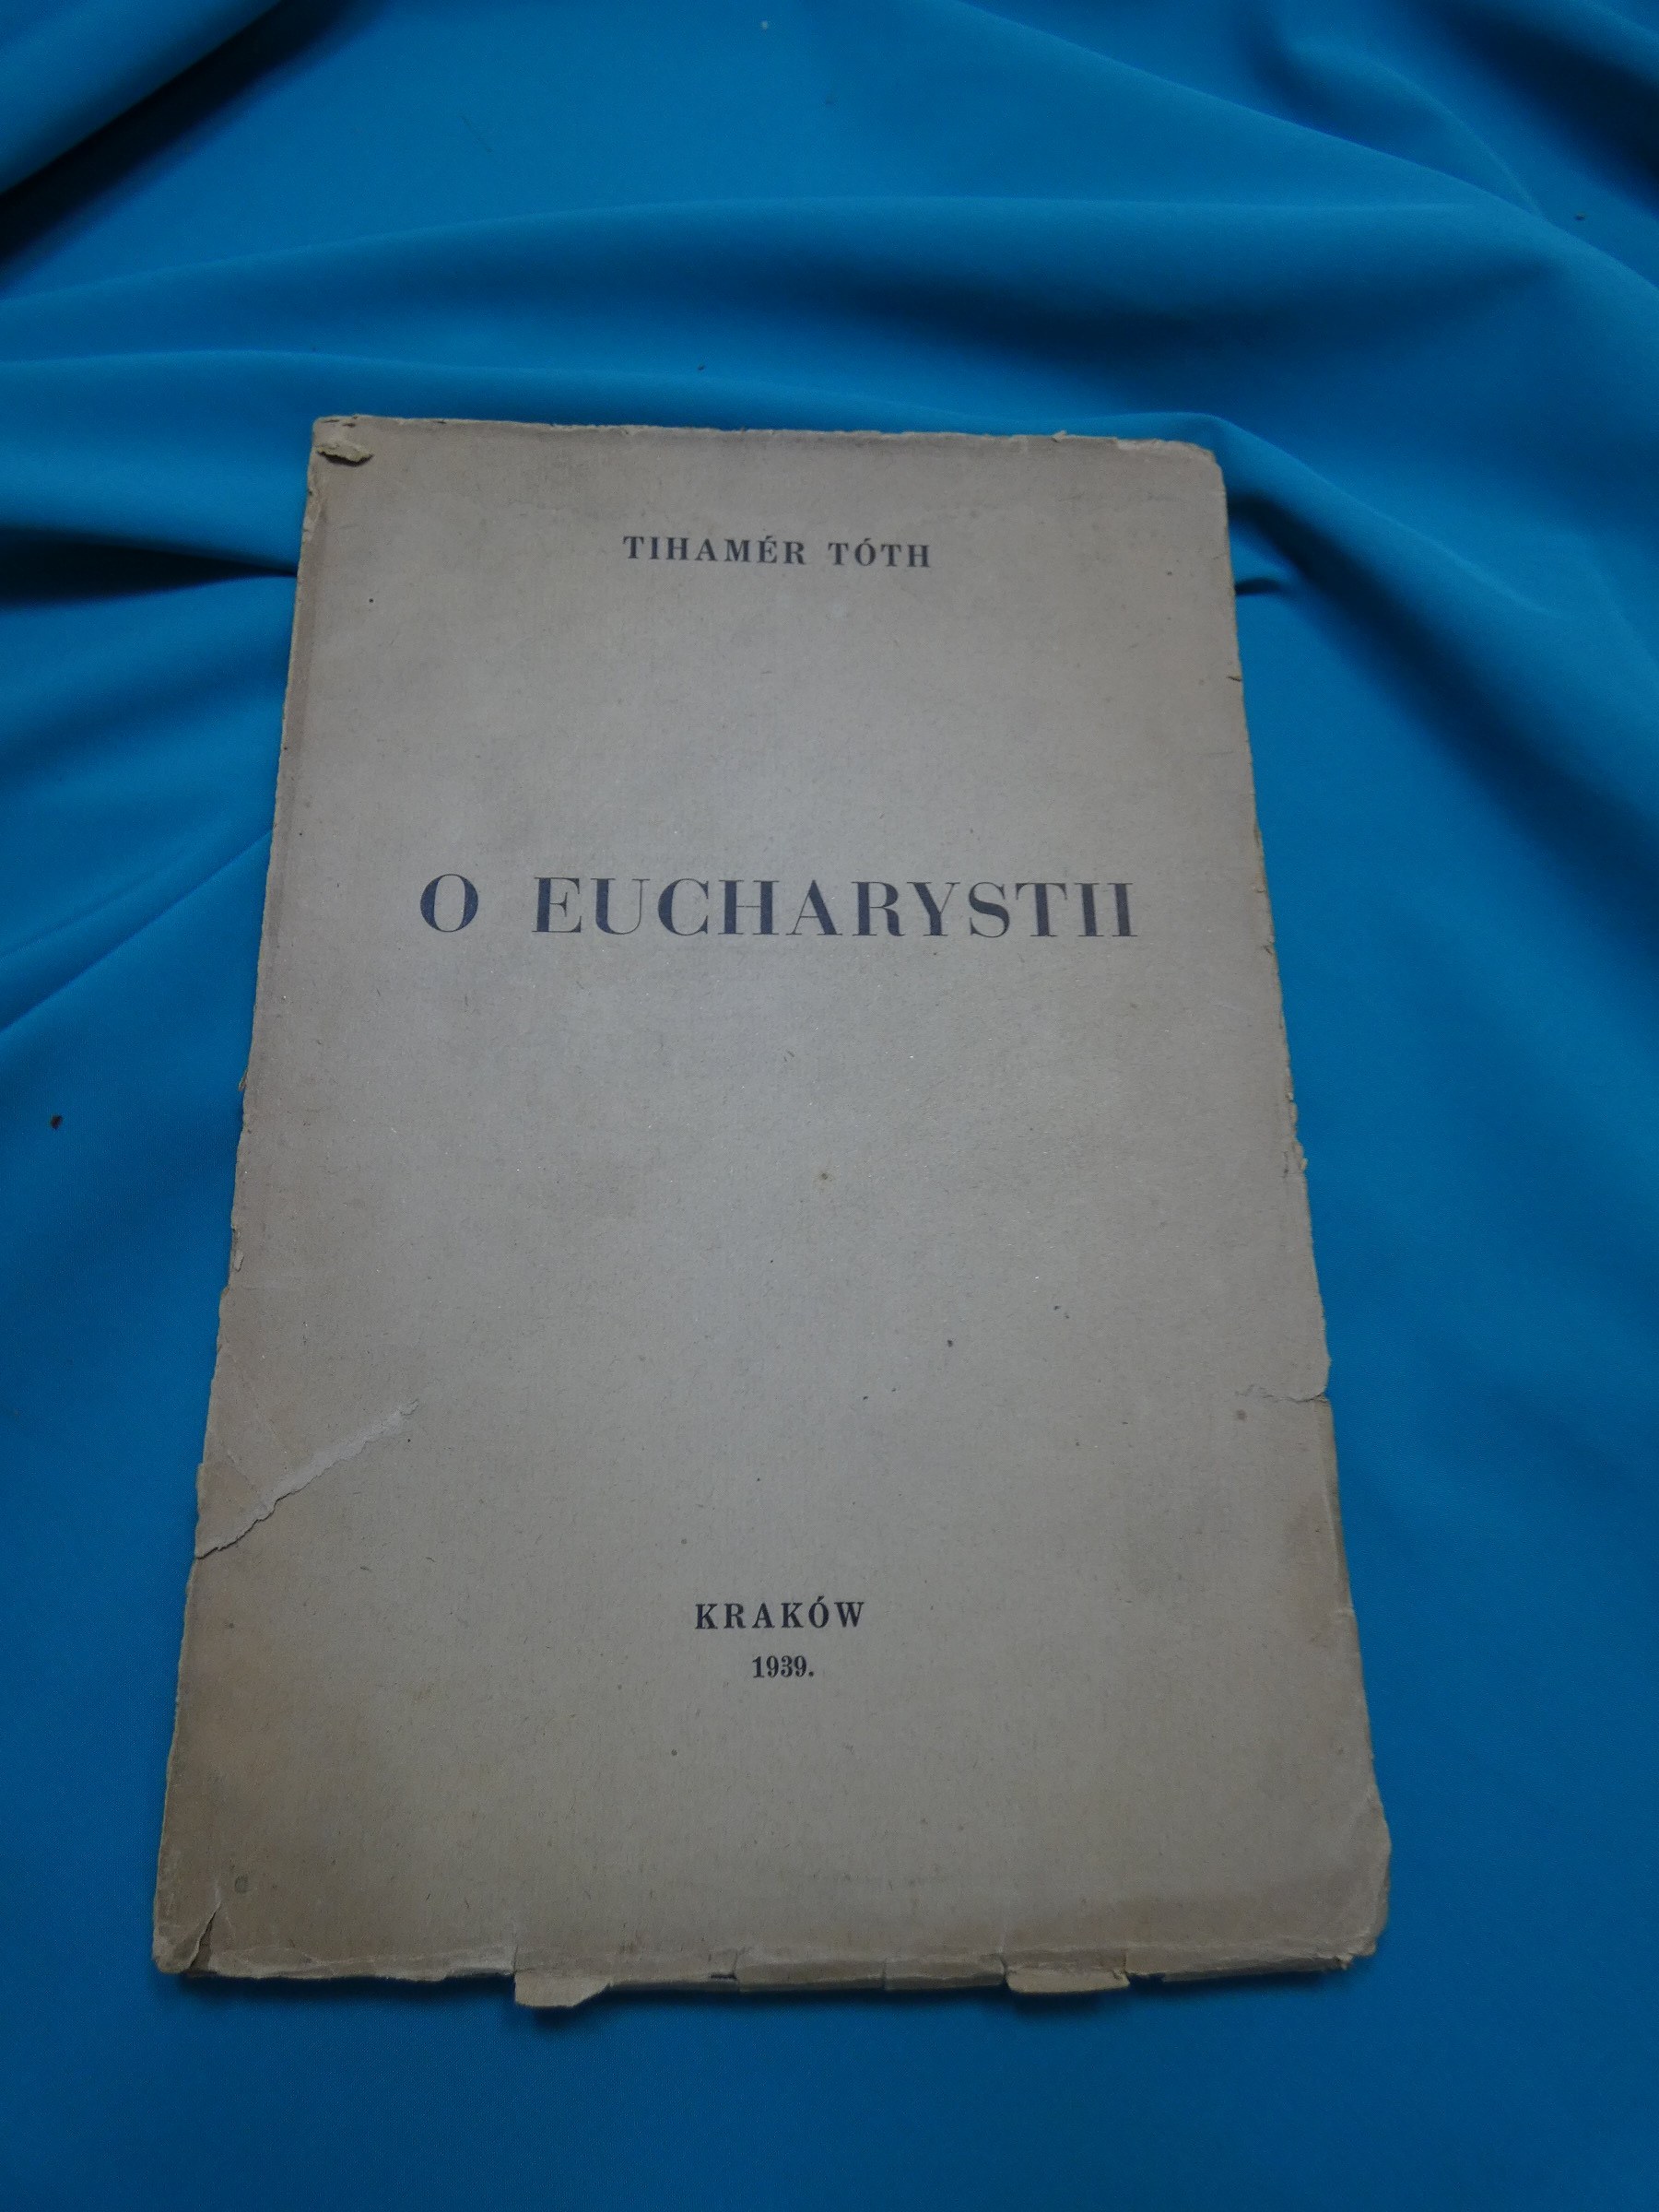 TIHAMÉR TÓTH
O EUCHARYSTII
KRAKÓW
1939.